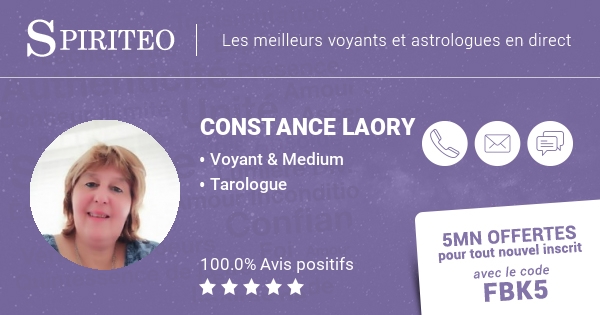 SPIRITEO
Les meilleurs voyants et astrologues en direct
CONSTANCE LAORY
• Voyant & Medium
• Tarologue
100.0% Avis positifs
5MN OFFERTES
pour tout nouvel inscrit
avec le code
FBK5